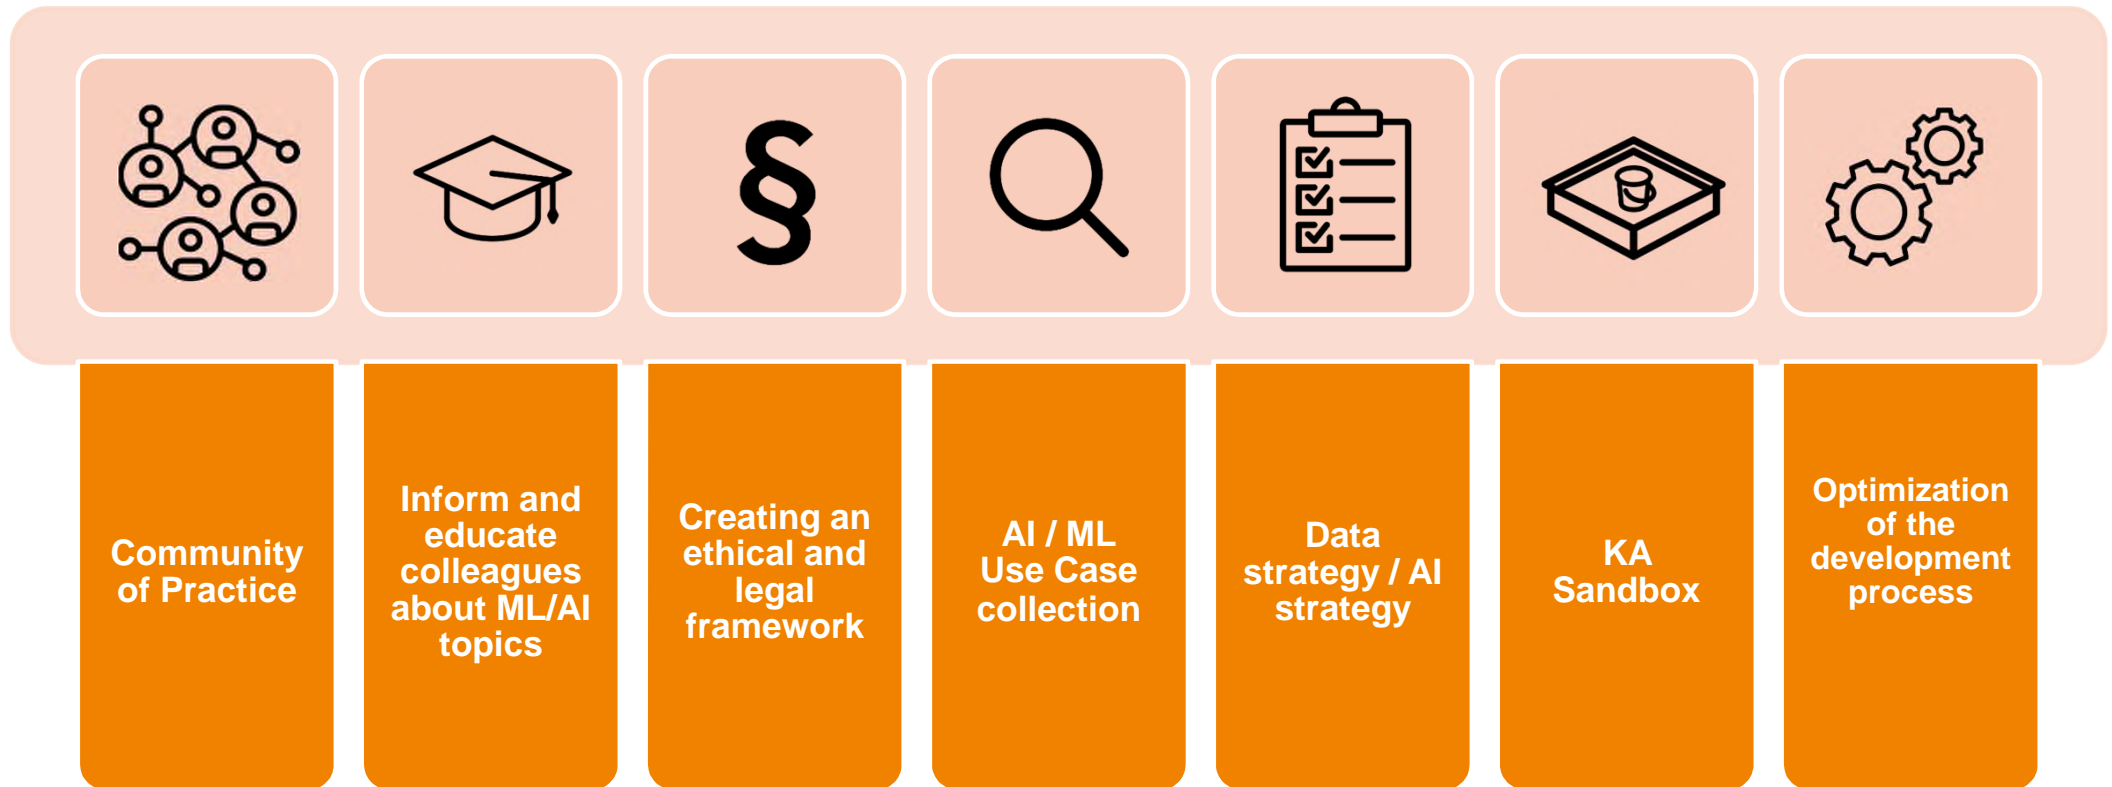 §
Community
of Practice
Inform and
educate
colleagues
about ML/AI
topics
Creating an
ethical and
legal
framework
AI / ML
Use Case
collection
Data
strategy / AI
strategy
KA
Sandbox
Optimization
of the
development
process